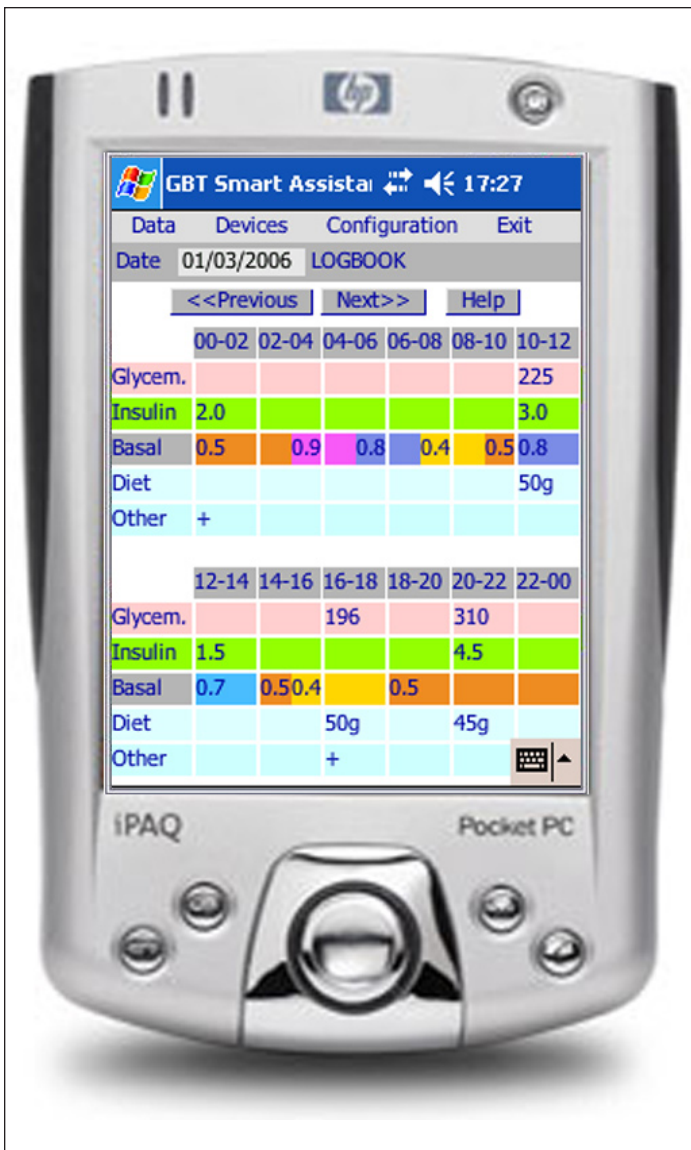 hp
GBT Smart Assistai 17:27
Data Devices Configuration Exit
Date 01/03/2006 LOGBOOK
<<Previous Next>> Help
00-02 02-04 04-06 06-08 08-10 10-12
Glycem. 225
Insulin 2.0 3.0
Basal 0.5 0.9 0.8 0.4 0.5 0.8
Diet 50g
Other +
12-14 14-16 16-18 18-20 20-22 22-00
Glycem. 196 310
Insulin 1.5 4.5
Basal 0.7 0.5 0.4 0.5
Diet 50g 45g
Other +
iPAQ Pocket PC